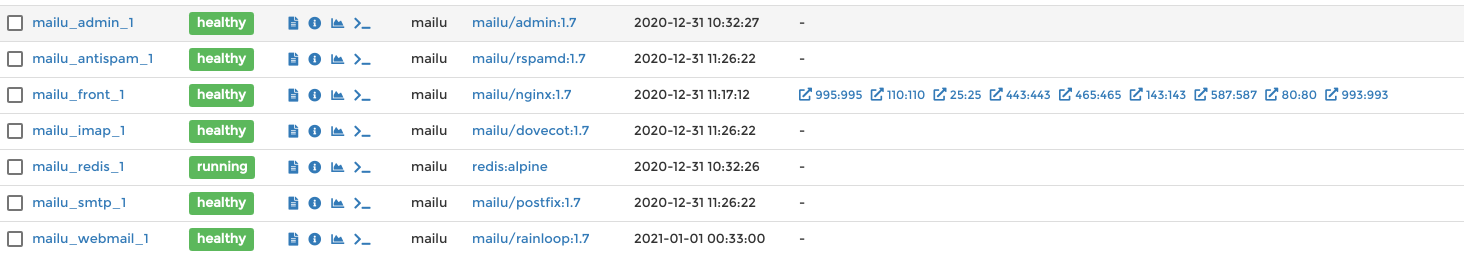 mailu_admin_1 healthy mailu mailu/admin:1.7 2020-12-31 10:32:27 -
mailu_antispam_1 healthy mailu mailu/rspamd:1.7 2020-12-31 11:26:22 -
mailu_front_1 healthy mailu mailu/nginx:1.7 2020-12-31 11:17:12 995:995 110:110 25:25 443:443 465:465 143:143 587:587 80:80 993:993
mailu_imap_1 healthy mailu mailu/dovecot:1.7 2020-12-31 11:26:22 -
mailu_redis_1 running mailu redis:alpine 2020-12-31 10:32:26 -
mailu_smtp_1 healthy mailu mailu/postfix:1.7 2020-12-31 11:26:22 -
mailu_webmail_1 healthy mailu mailu/rainloop:1.7 2021-01-01 00:33:00 -